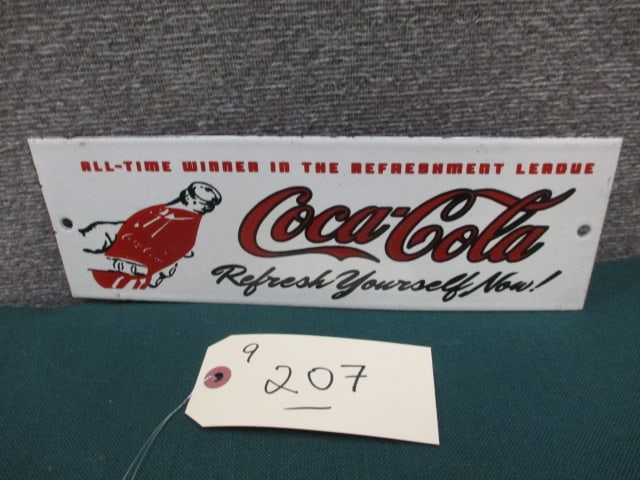 ALL-TIME WINNER IN THE REFRESHMENT LEAGUE
Coca-Cola
Refresh Yourself Now!
9
207